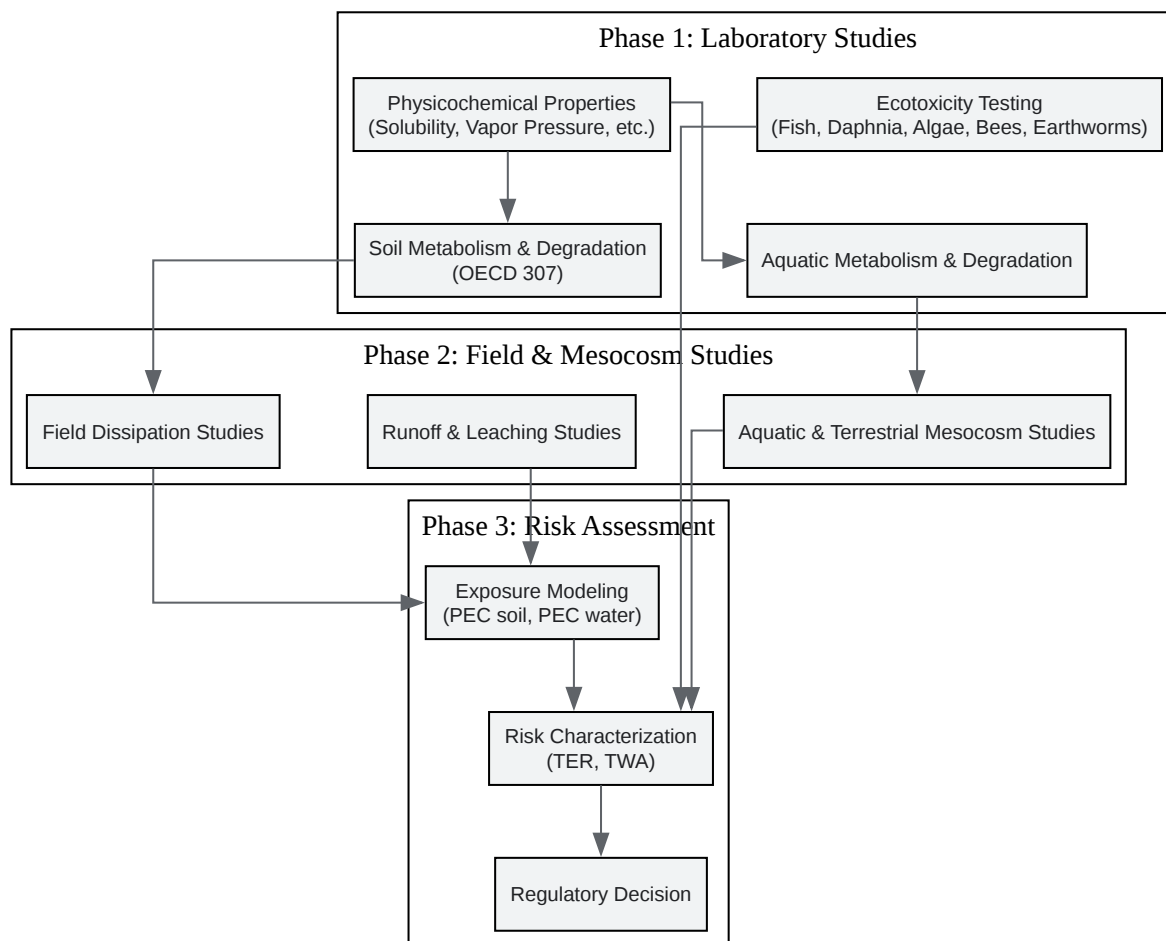 Phase 1: Laboratory Studies
Physicochemical Properties
(Solubility, Vapor Pressure, etc.)
Ecotoxicity Testing
(Fish, Daphnia, Algae, Bees, Earthworms)
Soil Metabolism & Degradation
(OECD 307)
Aquatic Metabolism & Degradation
Phase 2: Field & Mesocosm Studies
Field Dissipation Studies
Runoff & Leaching Studies
Aquatic & Terrestrial Mesocosm Studies
Phase 3: Risk Assessment
Exposure Modeling
(PEC soil, PEC water)
Risk Characterization
(TER, TWA)
Regulatory Decision